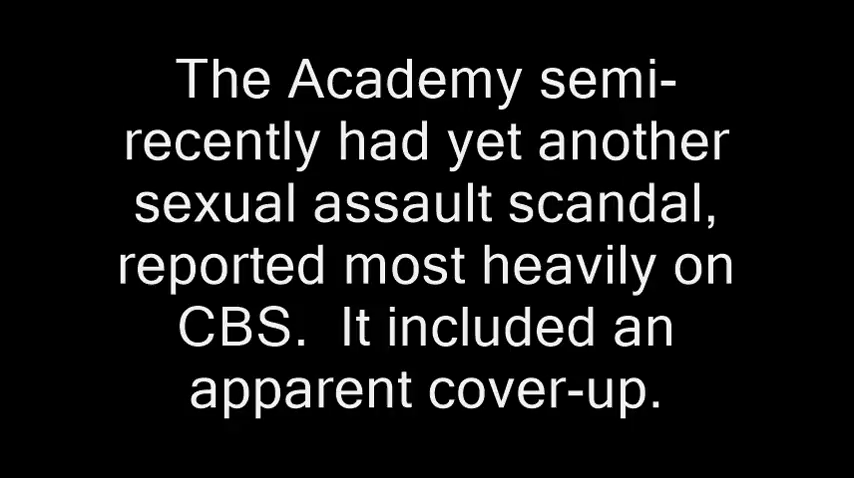 The Academy semi-
recently had yet another
sexual assault scandal,
reported most heavily on
CBS.  It included an
apparent cover-up.